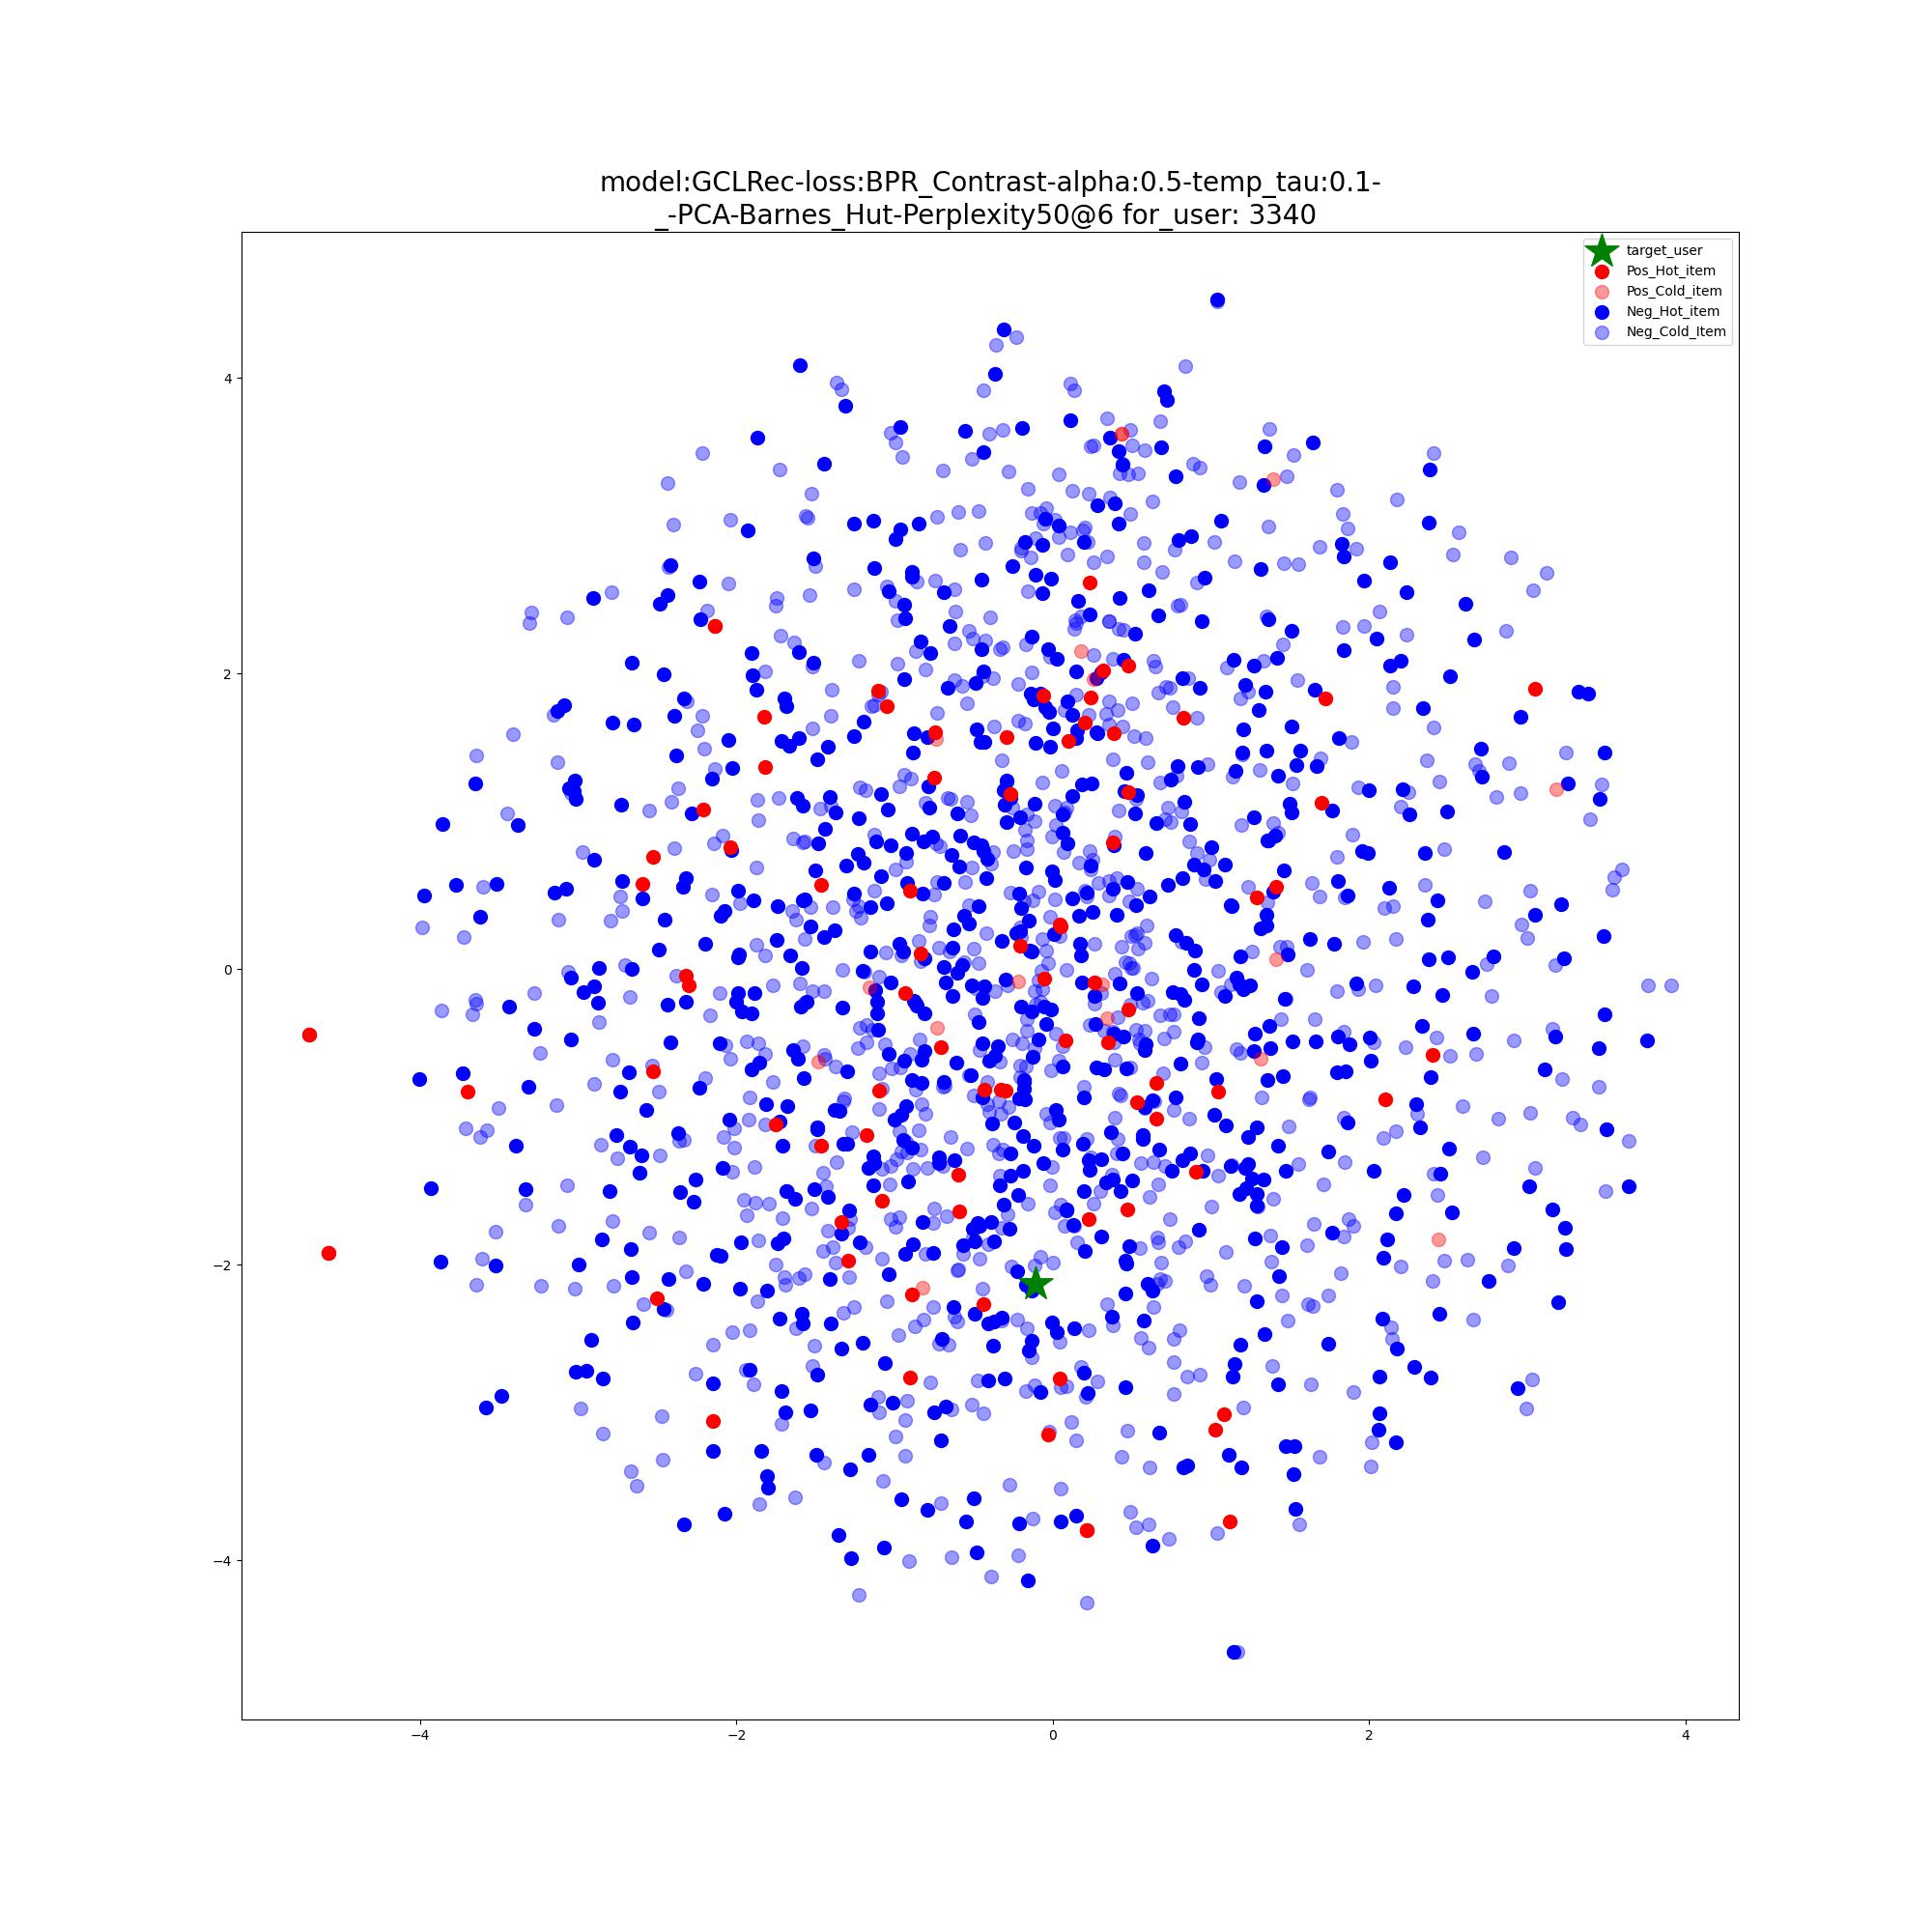 model:GCLRec-loss:BPR_Contrast-alpha:0.5-temp_tau:0.1-
_-PCA-Barnes_Hut-Perplexity50@6 for_user: 3340
target_user
Pos_Hot_item
Pos_Cold_item
Neg_Hot_item
Neg_Cold_Item
4
2
0
−2
−4
−4
−2
0
2
4